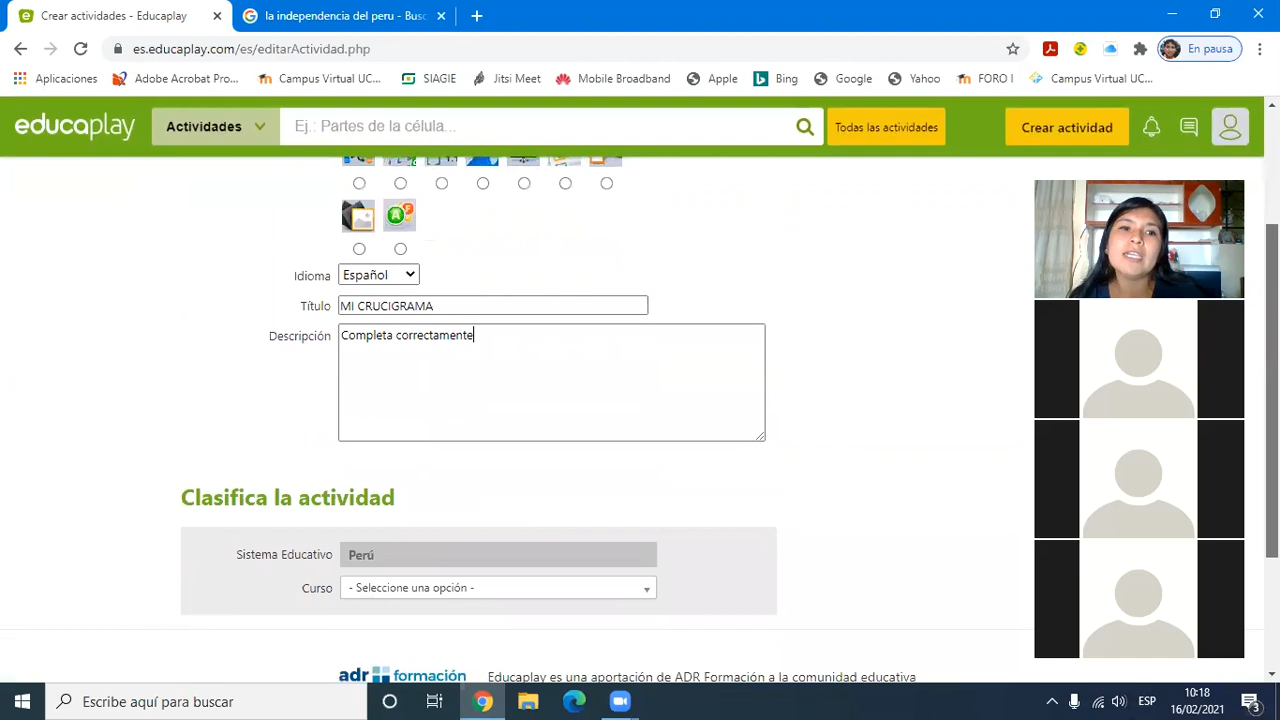 Crear actividades - Educaplay
la independencia del peru - Busc
es.educaplay.com/es/editarActividad.php
En pausa
Aplicaciones
Adobe Acrobat Pro...
Campus Virtual UC...
SIAGIE
Jitsi Meet
Mobile Broadband
Apple
Bing
Google
Yahoo
FORO I
Campus Virtual UC...
educaplay
Actividades
Ej.: Partes de la célula...
Todas las actividades
Crear actividad
Idioma
Español
Título
MI CRUCIGRAMA
Descripción
Completa correctamente
Clasifica la actividad
Sistema Educativo
Perú
Curso
- Seleccione una opción -
adr formación
Educaplay es una aportación de ADR Formación a la comunidad educativa
Escribe aquí para buscar
ESP
10:18
16/02/2021
3